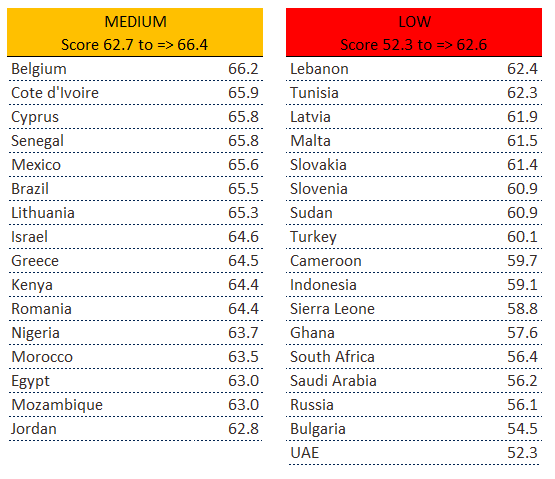 MEDIUM
Score 62.7 to => 66.4
Belgium 66.2
Cote d'Ivoire 65.9
Cyprus 65.8
Senegal 65.8
Mexico 65.6
Brazil 65.5
Lithuania 65.3
Israel 64.6
Greece 64.5
Kenya 64.4
Romania 64.4
Nigeria 63.7
Morocco 63.5
Egypt 63.0
Mozambique 63.0
Jordan 62.8
LOW
Score 52.3 to => 62.6
Lebanon 62.4
Tunisia 62.3
Latvia 61.9
Malta 61.5
Slovakia 61.4
Slovenia 60.9
Sudan 60.9
Turkey 60.1
Cameroon 59.7
Indonesia 59.1
Sierra Leone 58.8
Ghana 57.6
South Africa 56.4
Saudi Arabia 56.2
Russia 56.1
Bulgaria 54.5
UAE 52.3